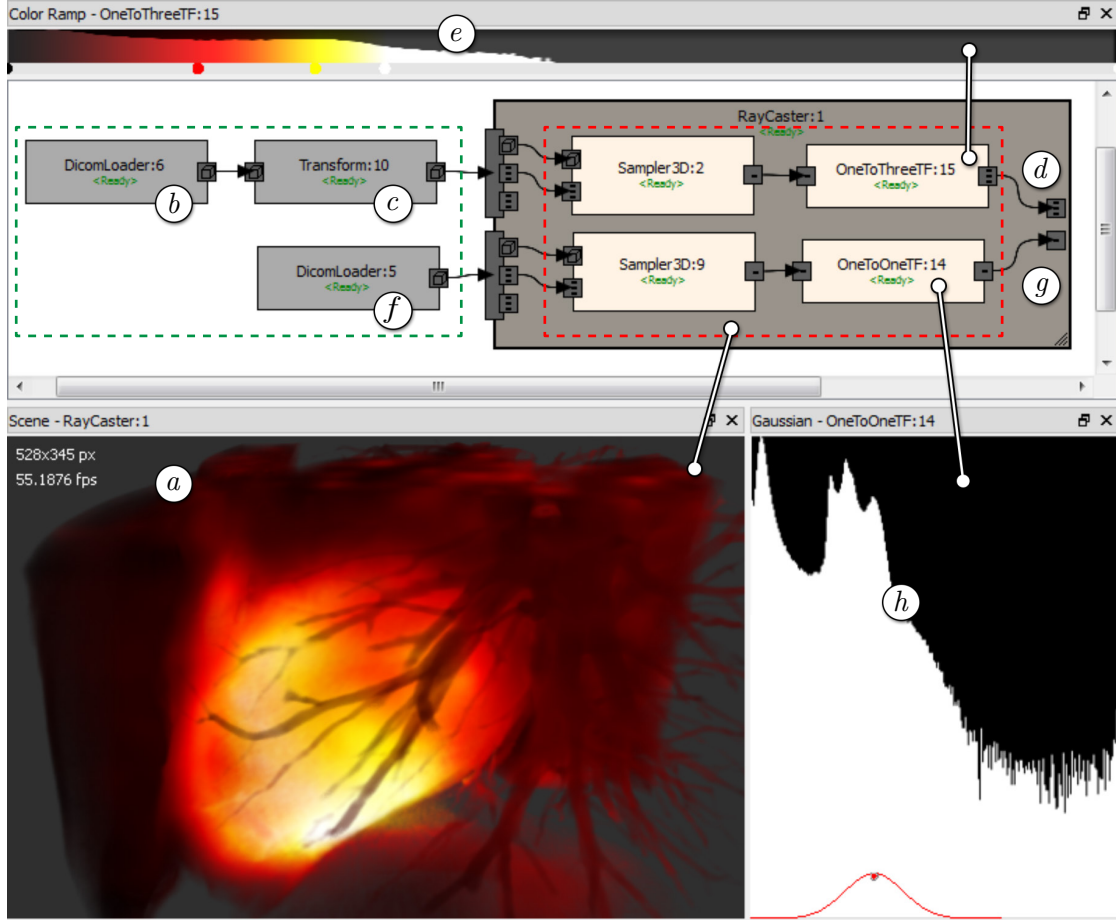 Color Ramp - OneToThreeTF:15
e
RayCaster:1
<Ready>
DicomLoader:6
<Ready>
b
Transform:10
<Ready>
c
Sampler3D:2
<Ready>
OneToThreeTF:15
<Ready>
d
DicomLoader:5
<Ready>
f
Sampler3D:9
<Ready>
OneToOneTF:14
<Ready>
g
Scene - RayCaster:1
528x345 px
55.1876 fps
a
Gaussian - OneToOneTF:14
h